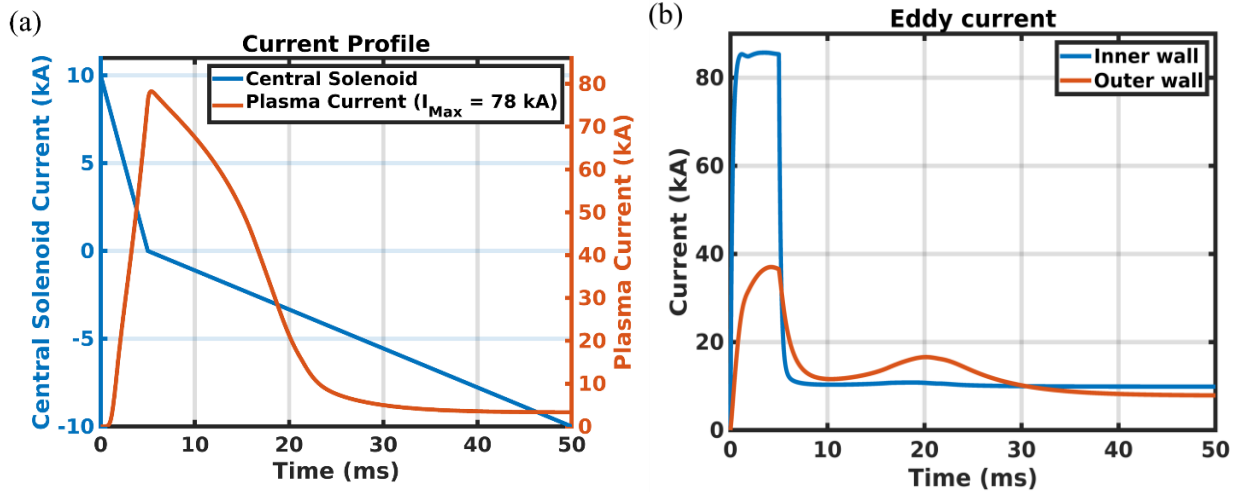 (a)
Current Profile
Central Solenoid
Plasma Current (I_Max = 78 kA)
Central Solenoid Current (kA)
10
5
0
-5
-10
Plasma Current (kA)
80
70
60
50
40
30
20
10
0
0 10 20 30 40 50
Time (ms)
(b)
Eddy current
Inner wall
Outer wall
Current (kA)
80
60
40
20
0
0 10 20 30 40 50
Time (ms)